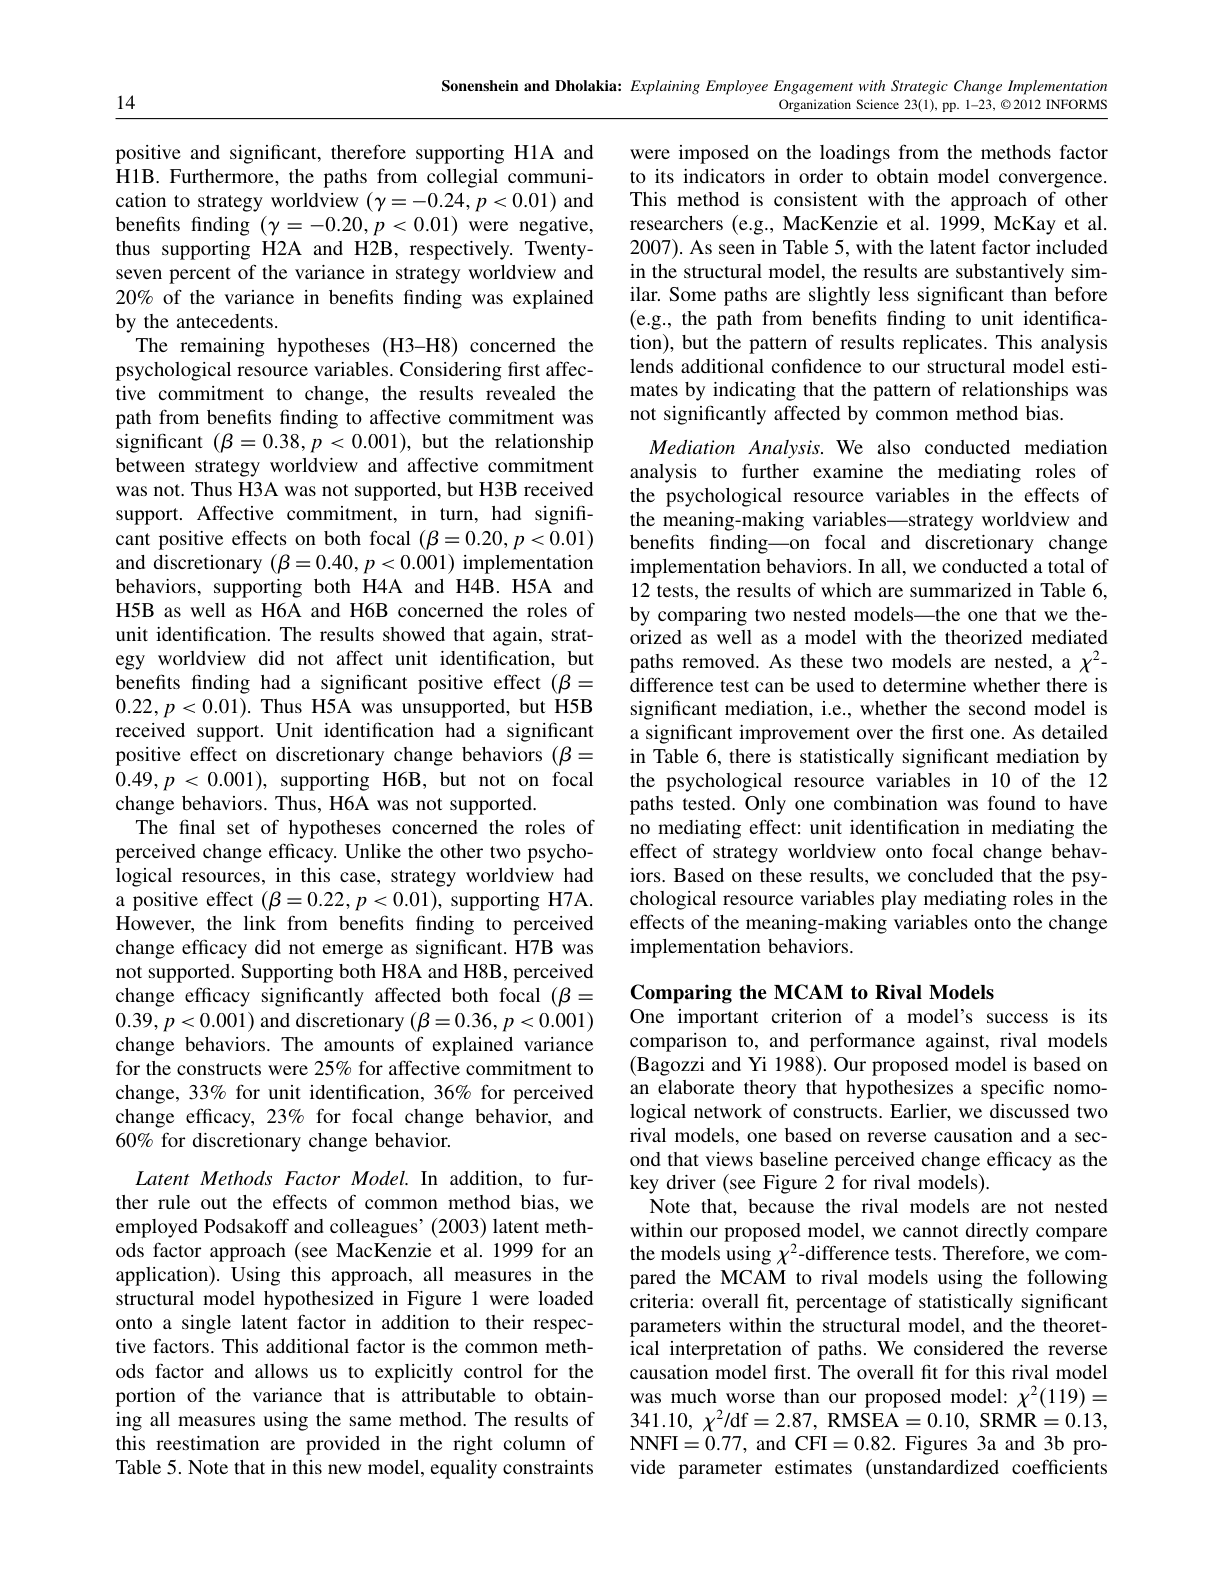 Sonenshein and Dholakia: Explaining Employee Engagement with Strategic Change Implementation
14
Organization Science 23(1), pp. 1–23, © 2012 INFORMS
positive and significant, therefore supporting H1A and
H1B. Furthermore, the paths from collegial communi-
cation to strategy worldview (γ = −0.24, p < 0.01) and
benefits finding (γ = −0.20, p < 0.01) were negative,
thus supporting H2A and H2B, respectively. Twenty-
seven percent of the variance in strategy worldview and
20% of the variance in benefits finding was explained
by the antecedents.
The remaining hypotheses (H3–H8) concerned the
psychological resource variables. Considering first affec-
tive commitment to change, the results revealed the
path from benefits finding to affective commitment was
significant (β = 0.38, p < 0.001), but the relationship
between strategy worldview and affective commitment
was not. Thus H3A was not supported, but H3B received
support. Affective commitment, in turn, had signifi-
cant positive effects on both focal (β = 0.20, p < 0.01)
and discretionary (β = 0.40, p < 0.001) implementation
behaviors, supporting both H4A and H4B. H5A and
H5B as well as H6A and H6B concerned the roles of
unit identification. The results showed that again, strat-
egy worldview did not affect unit identification, but
benefits finding had a significant positive effect (β =
0.22, p < 0.01). Thus H5A was unsupported, but H5B
received support. Unit identification had a significant
positive effect on discretionary change behaviors (β =
0.49, p < 0.001), supporting H6B, but not on focal
change behaviors. Thus, H6A was not supported.
The final set of hypotheses concerned the roles of
perceived change efficacy. Unlike the other two psycho-
logical resources, in this case, strategy worldview had
a positive effect (β = 0.22, p < 0.01), supporting H7A.
However, the link from benefits finding to perceived
change efficacy did not emerge as significant. H7B was
not supported. Supporting both H8A and H8B, perceived
change efficacy significantly affected both focal (β =
0.39, p < 0.001) and discretionary (β = 0.36, p < 0.001)
change behaviors. The amounts of explained variance
for the constructs were 25% for affective commitment to
change, 33% for unit identification, 36% for perceived
change efficacy, 23% for focal change behavior, and
60% for discretionary change behavior.
Latent Methods Factor Model. In addition, to fur-
ther rule out the effects of common method bias, we
employed Podsakoff and colleagues’ (2003) latent meth-
ods factor approach (see MacKenzie et al. 1999 for an
application). Using this approach, all measures in the
structural model hypothesized in Figure 1 were loaded
onto a single latent factor in addition to their respec-
tive factors. This additional factor is the common meth-
ods factor and allows us to explicitly control for the
portion of the variance that is attributable to obtain-
ing all measures using the same method. The results of
this reestimation are provided in the right column of
Table 5. Note that in this new model, equality constraints
were imposed on the loadings from the methods factor
to its indicators in order to obtain model convergence.
This method is consistent with the approach of other
researchers (e.g., MacKenzie et al. 1999, McKay et al.
2007). As seen in Table 5, with the latent factor included
in the structural model, the results are substantively sim-
ilar. Some paths are slightly less significant than before
(e.g., the path from benefits finding to unit identifica-
tion), but the pattern of results replicates. This analysis
lends additional confidence to our structural model esti-
mates by indicating that the pattern of relationships was
not significantly affected by common method bias.
Mediation Analysis. We also conducted mediation
analysis to further examine the mediating roles of
the psychological resource variables in the effects of
the meaning-making variables—strategy worldview and
benefits finding—on focal and discretionary change
implementation behaviors. In all, we conducted a total of
12 tests, the results of which are summarized in Table 6,
by comparing two nested models—the one that we the-
orized as well as a model with the theorized mediated
paths removed. As these two models are nested, a χ²-
difference test can be used to determine whether there is
significant mediation, i.e., whether the second model is
a significant improvement over the first one. As detailed
in Table 6, there is statistically significant mediation by
the psychological resource variables in 10 of the 12
paths tested. Only one combination was found to have
no mediating effect: unit identification in mediating the
effect of strategy worldview onto focal change behav-
iors. Based on these results, we concluded that the psy-
chological resource variables play mediating roles in the
effects of the meaning-making variables onto the change
implementation behaviors.
Comparing the MCAM to Rival Models
One important criterion of a model’s success is its
comparison to, and performance against, rival models
(Bagozzi and Yi 1988). Our proposed model is based on
an elaborate theory that hypothesizes a specific nomo-
logical network of constructs. Earlier, we discussed two
rival models, one based on reverse causation and a sec-
ond that views baseline perceived change efficacy as the
key driver (see Figure 2 for rival models).
Note that, because the rival models are not nested
within our proposed model, we cannot directly compare
the models using χ²-difference tests. Therefore, we com-
pared the MCAM to rival models using the following
criteria: overall fit, percentage of statistically significant
parameters within the structural model, and the theoret-
ical interpretation of paths. We considered the reverse
causation model first. The overall fit for this rival model
was much worse than our proposed model: χ²(119) =
341.10, χ²/df = 2.87, RMSEA = 0.10, SRMR = 0.13,
NNFI = 0.77, and CFI = 0.82. Figures 3a and 3b pro-
vide parameter estimates (unstandardized coefficients